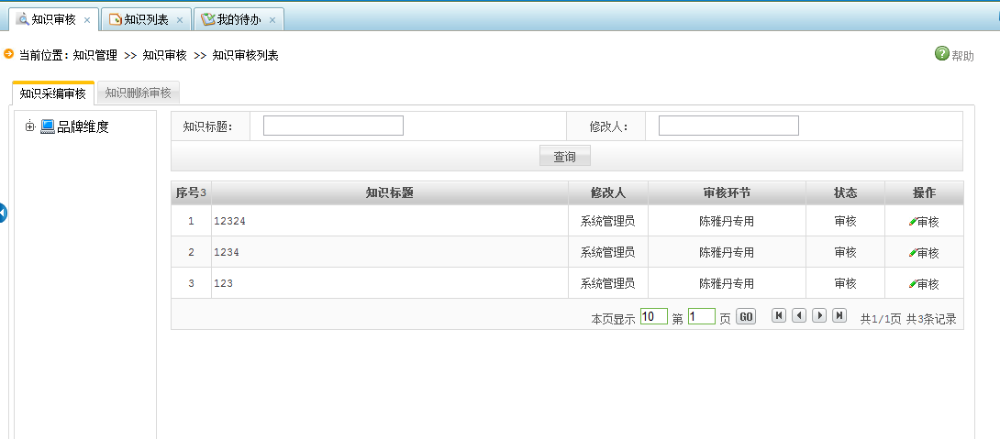 知识审核 × 知识列表 × 我的待办 ×
当前位置：知识管理 >> 知识审核 >> 知识审核列表 帮助
知识采编审核 知识删除审核
品牌维度
知识标题： 修改人：
查询
序号3 知识标题 修改人 审核环节 状态 操作
1 12324 系统管理员 陈雅丹专用 审核 审核
2 1234 系统管理员 陈雅丹专用 审核 审核
3 123 系统管理员 陈雅丹专用 审核 审核
本页显示 10 第 1 页 GO 共1/1页 共3条记录